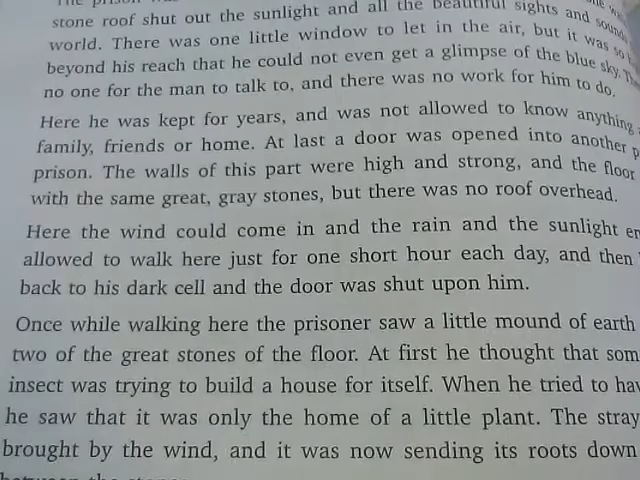 The prison
stone roof shut out the sunlight and all the beautiful sights and sounds
world. There was one little window to let in the air, but it was so
beyond his reach that he could not even get a glimpse of the blue sky.
no one for the man to talk to, and there was no work for him to do.
Here he was kept for years, and was not allowed to know anything
family, friends or home. At last a door was opened into another p
prison. The walls of this part were high and strong, and the floor
with the same great, gray stones, but there was no roof overhead.
Here the wind could come in and the rain and the sunlight en
allowed to walk here just for one short hour each day, and then
back to his dark cell and the door was shut upon him.
Once while walking here the prisoner saw a little mound of earth
two of the great stones of the floor. At first he thought that som
insect was trying to build a house for itself. When he tried to hav
he saw that it was only the home of a little plant. The stray
brought by the wind, and it was now sending its roots down
between the stones